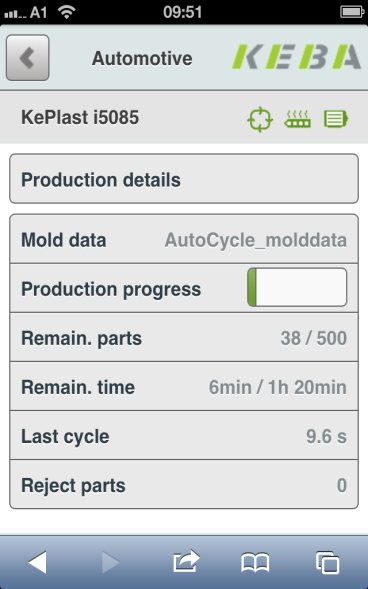 A1 09:51
Automotive KEBA
KePlast i5085
Production details
Mold data AutoCycle_molddata
Production progress
Remain. parts 38 / 500
Remain. time 6min / 1h 20min
Last cycle 9.6 s
Reject parts 0